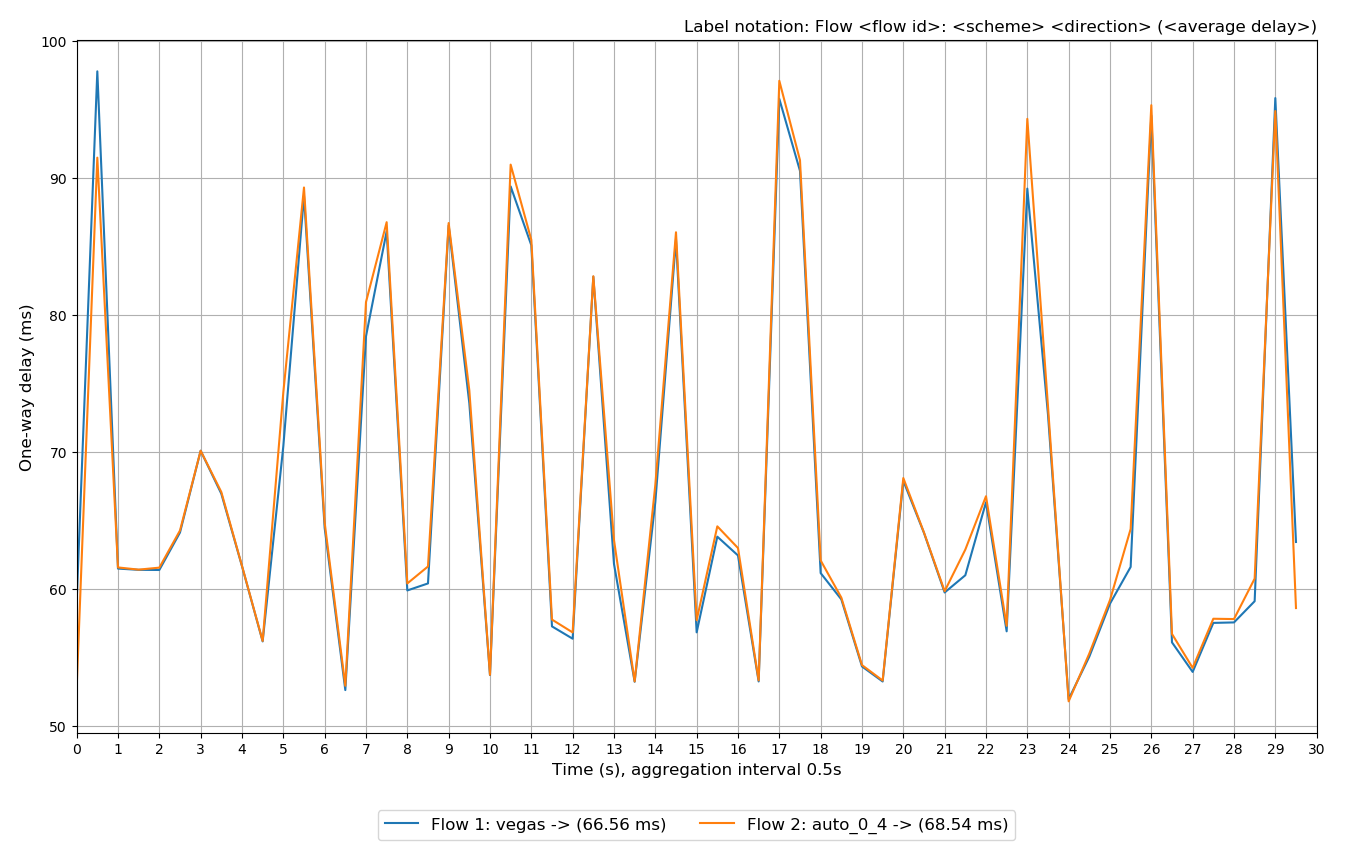 Label notation: Flow <flow id>: <scheme> <direction> (<average delay>)
100
90
80
70
60
50
One-way delay (ms)
0 1 2 3 4 5 6 7 8 9 10 11 12 13 14 15 16 17 18 19 20 21 22 23 24 25 26 27 28 29 30
Time (s), aggregation interval 0.5s
Flow 1: vegas -> (66.56 ms) Flow 2: auto_0_4 -> (68.54 ms)